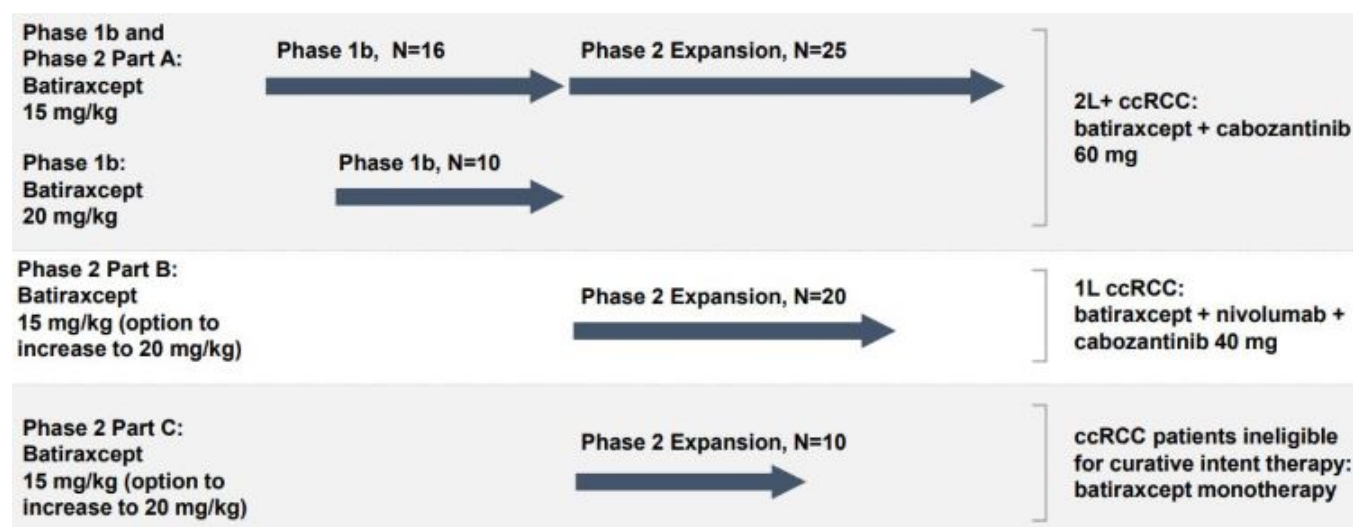 Phase 1b and
Phase 2 Part A:
Batiraxcept
15 mg/kg
Phase 1b, N=16
Phase 2 Expansion, N=25
Phase 1b:
Batiraxcept
20 mg/kg
Phase 1b, N=10
2L+ ccRCC:
batiraxcept + cabozantinib
60 mg
Phase 2 Part B:
Batiraxcept
15 mg/kg (option to
increase to 20 mg/kg)
Phase 2 Expansion, N=20
1L ccRCC:
batiraxcept + nivolumab +
cabozantinib 40 mg
Phase 2 Part C:
Batiraxcept
15 mg/kg (option to
increase to 20 mg/kg)
Phase 2 Expansion, N=10
ccRCC patients ineligible
for curative intent therapy:
batiraxcept monotherapy